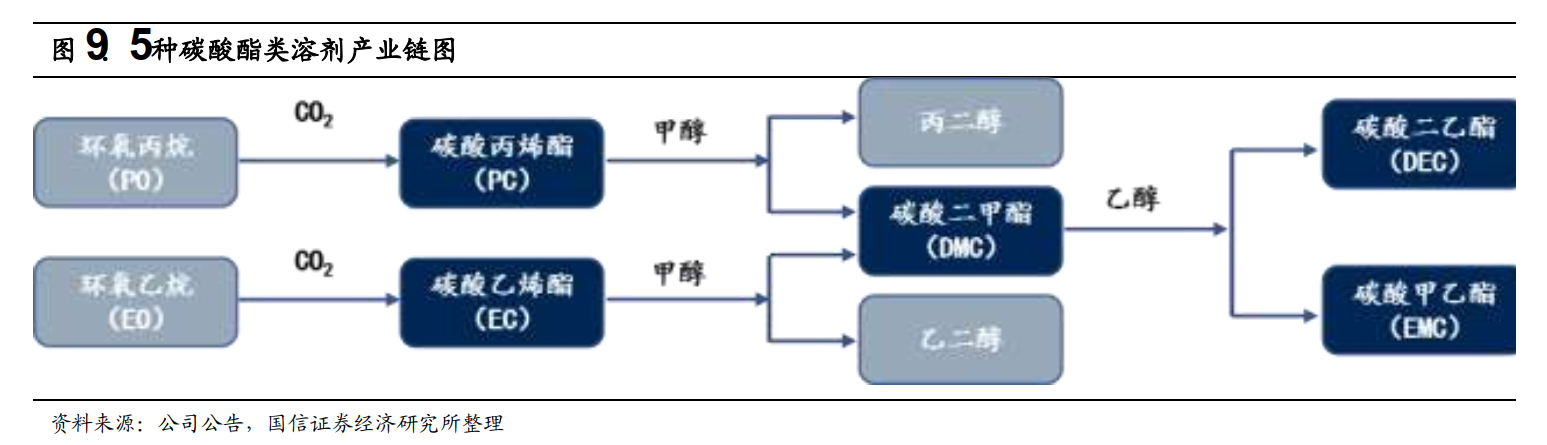 图 9. 5种碳酸酯类溶剂产业链图
环氧丙烷
(PO)
CO₂
碳酸丙烯酯
(PC)
甲醇
丙二醇
碳酸二甲酯
(DMC)
乙醇
碳酸二乙酯
(DEC)
环氧乙烷
(EO)
CO₂
碳酸乙烯酯
(EC)
甲醇
乙二醇
碳酸甲乙酯
(EMC)
资料来源：公司公告，国信证券经济研究所整理